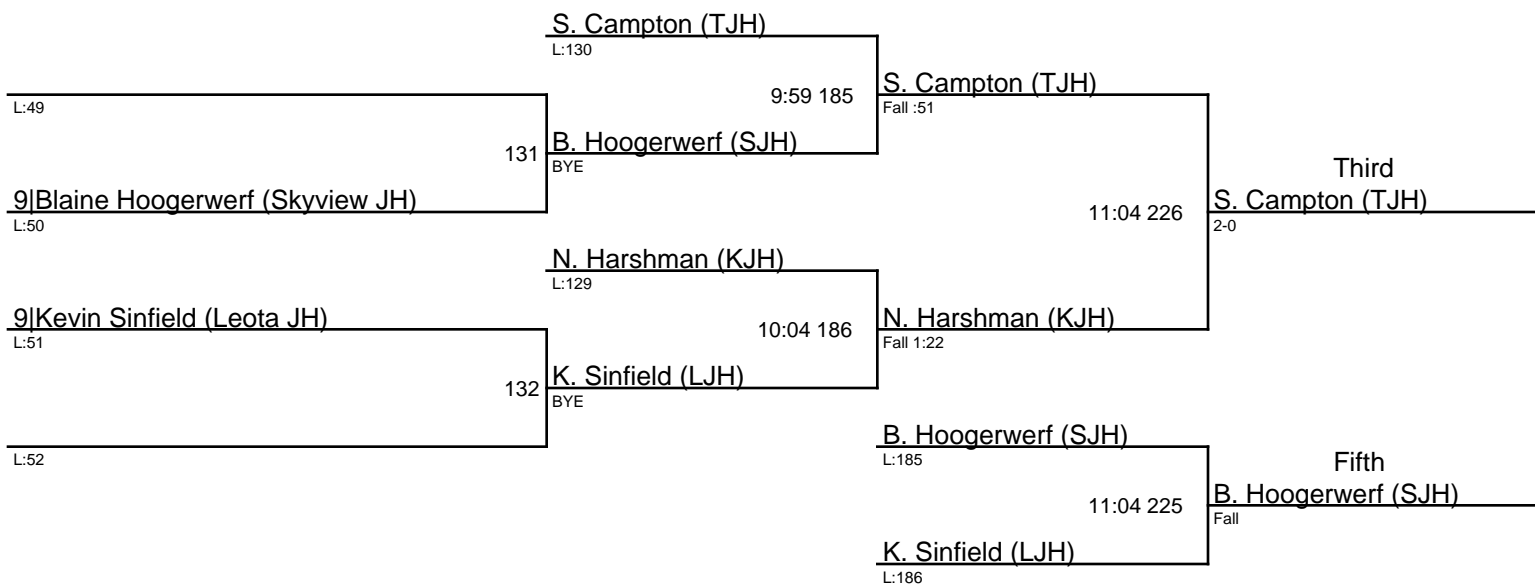 S. Campton (TJH)
L:130
9:59 185
S. Campton (TJH)
Fall :51
L:49
131
B. Hoogerwerf (SJH)
BYE
Third
9|Blaine Hoogerwerf (Skyview JH)
L:50
11:04 226
S. Campton (TJH)
2-0
N. Harshman (KJH)
L:129
9|Kevin Sinfield (Leota JH)
L:51
10:04 186
N. Harshman (KJH)
Fall 1:22
132
K. Sinfield (LJH)
BYE
B. Hoogerwerf (SJH)
L:185
L:52
Fifth
11:04 225
B. Hoogerwerf (SJH)
Fall
K. Sinfield (LJH)
L:186